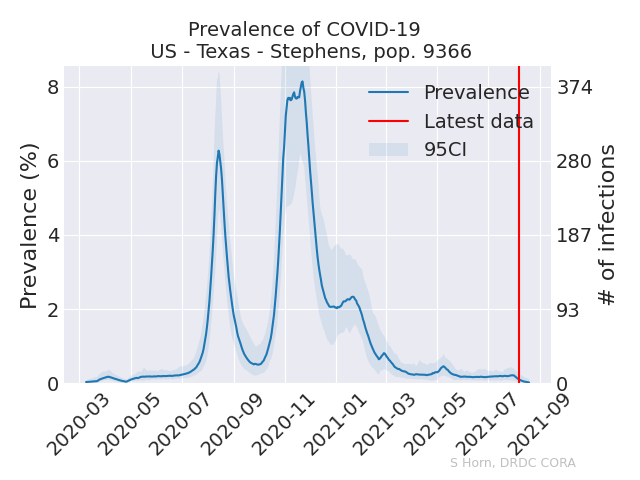 Prevalence of COVID-19
US - Texas - Stephens, pop. 9366
Prevalence (%)
8
6
4
2
0
374
280
187
93
0
# of infections
Prevalence
Latest data
95CI
2020-03
2020-05
2020-07
2020-09
2020-11
2021-01
2021-03
2021-05
2021-07
2021-09
S Horn, DRDC CORA